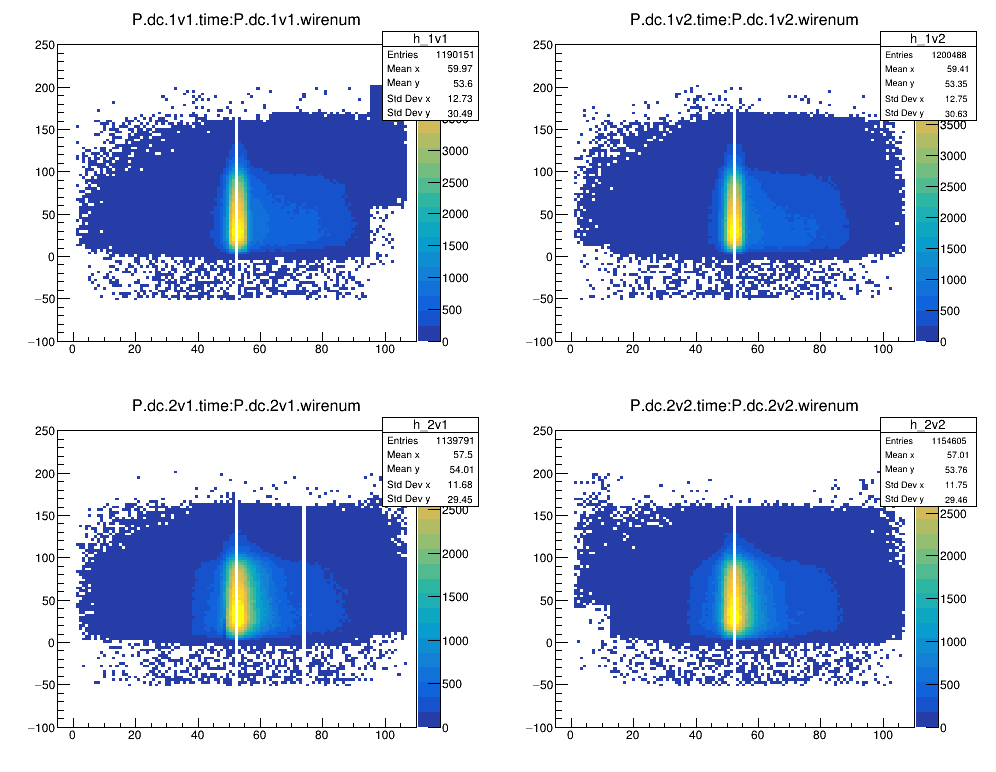 P.dc.1v1.time:P.dc.1v1.wirenum
h_1v1
Entries 1190151
Mean x 59.97
Mean y 53.6
Std Dev x 12.73
Std Dev y 30.49
250
200
150
100
50
0
−50
−100
0 20 40 60 80 100
3500
3000
2500
2000
1500
1000
500
0
P.dc.1v2.time:P.dc.1v2.wirenum
h_1v2
Entries 1200488
Mean x 59.41
Mean y 53.35
Std Dev x 12.75
Std Dev y 30.63
250
200
150
100
50
0
−50
−100
0 20 40 60 80 100
3500
3000
2500
2000
1500
1000
500
0
P.dc.2v1.time:P.dc.2v1.wirenum
h_2v1
Entries 1139791
Mean x 57.5
Mean y 54.01
Std Dev x 11.68
Std Dev y 29.45
250
200
150
100
50
0
−50
−100
0 20 40 60 80 100
2500
2000
1500
1000
500
0
P.dc.2v2.time:P.dc.2v2.wirenum
h_2v2
Entries 1154605
Mean x 57.01
Mean y 53.76
Std Dev x 11.75
Std Dev y 29.46
250
200
150
100
50
0
−50
−100
0 20 40 60 80 100
2500
2000
1500
1000
500
0